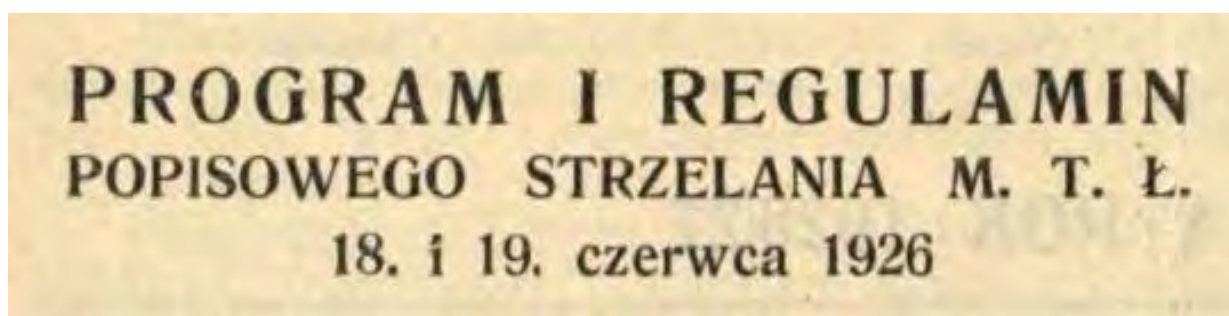 PROGRAM I REGULAMIN
POPISOWEGO STRZELANIA M. T. Ł.
18. i 19. czerwca 1926